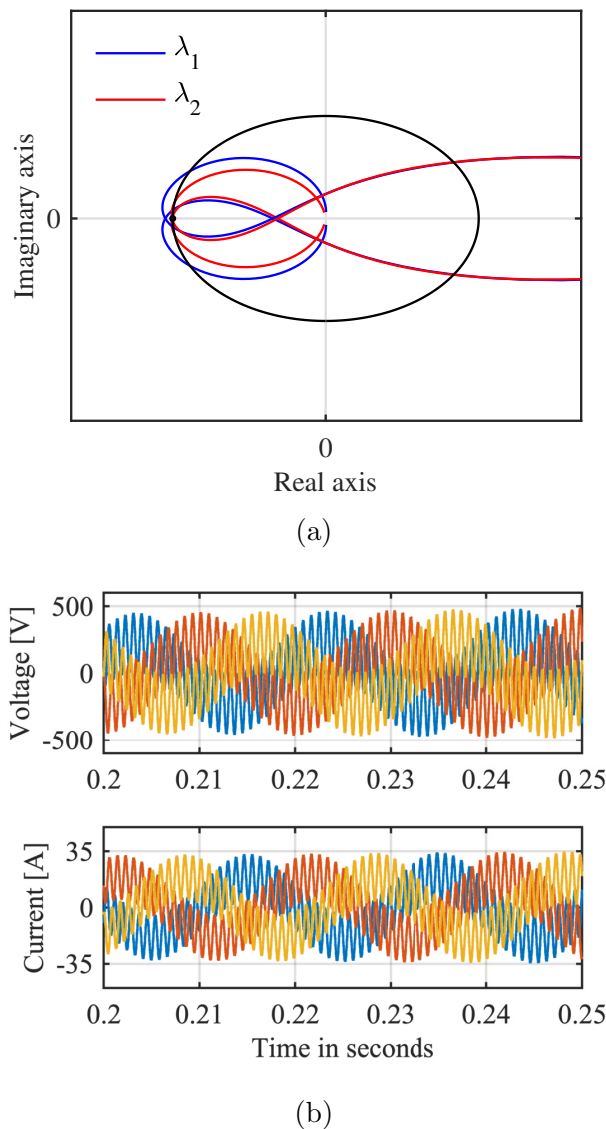 λ1
λ2
Imaginary axis
0
0
Real axis
(a)
Voltage [V]
500
0
-500
0.2 0.21 0.22 0.23 0.24 0.25
Current [A]
35
0
-35
0.2 0.21 0.22 0.23 0.24 0.25
Time in seconds
(b)